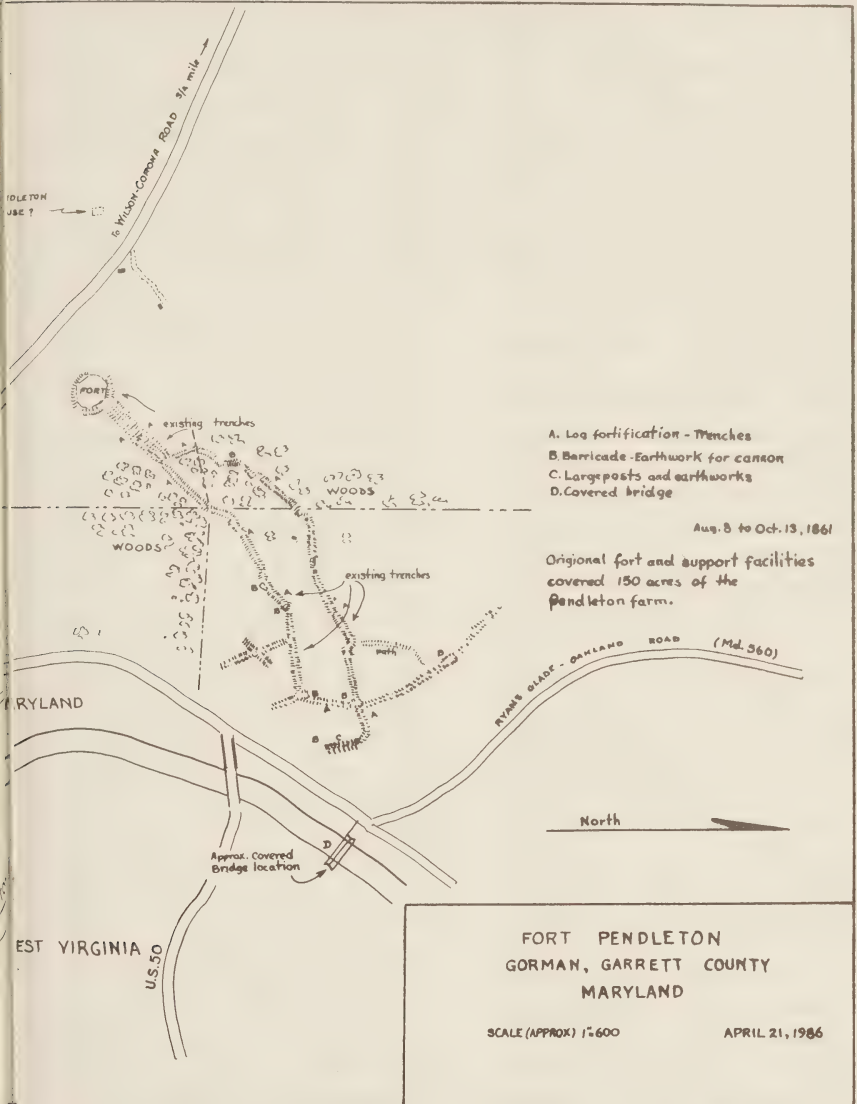 To WILSON-CORONA ROAD 3/4 mile
FORT
existing trenches
A
A
A
WOODS
WOODS
existing trenches
A
B
B
path
B
B
A
B
A
B
C
RYANS GLADE - OAKLAND ROAD (Md. 560)
D
Approx. Covered
Bridge location
U.S. 50
A. Log fortification - Trenches
B. Barricade - Earthwork for cannon
C. Large posts and earthworks
D. Covered bridge
Aug. 8 to Oct. 13, 1861
Origional fort and support facilities
covered 150 acres of the
Pendleton farm.
North
RYLAND
EST VIRGINIA
FORT PENDLETON
GORMAN, GARRETT COUNTY
MARYLAND
SCALE (APPROX) 1"=600
APRIL 21, 1986